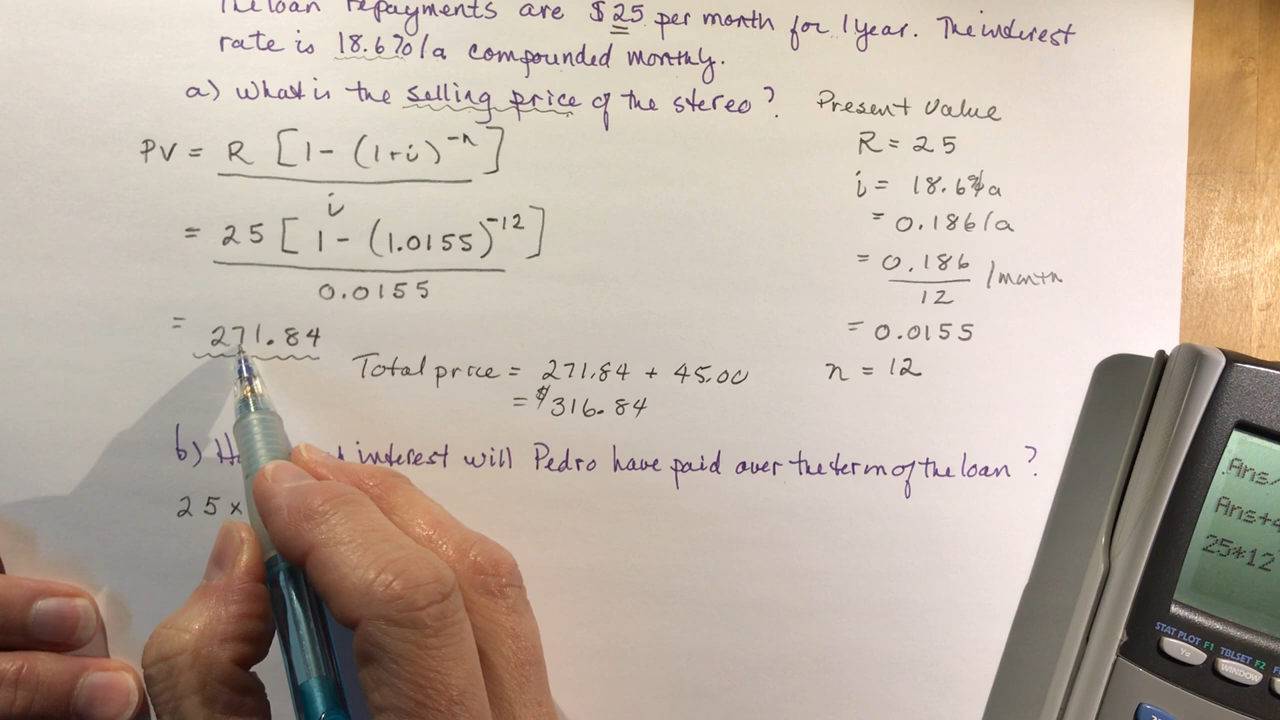 The loan repayments are $25 per month for 1 year. The interest
rate is 18.6%/a compounded monthly.
a) What is the selling price of the stereo?
Present Value
PV = R [1 - (1+i)^-n]
i
R = 25
i = 18.6%/a
= 25 [1 - (1.0155)^-12]
0.0155
= 0.186/a
= 0.186 /month
12
= 0.0155
= 271.84
n = 12
Total price = 271.84 + 45.00
= $316.84
b) interest will Pedro have paid over the term of the loan?
25 x
Ans/
Ans+
25*12
STAT PLOT F1
TBLSET F2
Y=
WINDOW